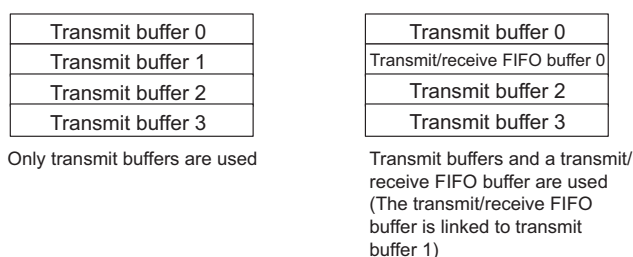 Transmit buffer 0
Transmit buffer 1
Transmit buffer 2
Transmit buffer 3
Only transmit buffers are used
Transmit buffer 0
Transmit/receive FIFO buffer 0
Transmit buffer 2
Transmit buffer 3
Transmit buffers and a transmit/
receive FIFO buffer are used
(The transmit/receive FIFO
buffer is linked to transmit
buffer 1)